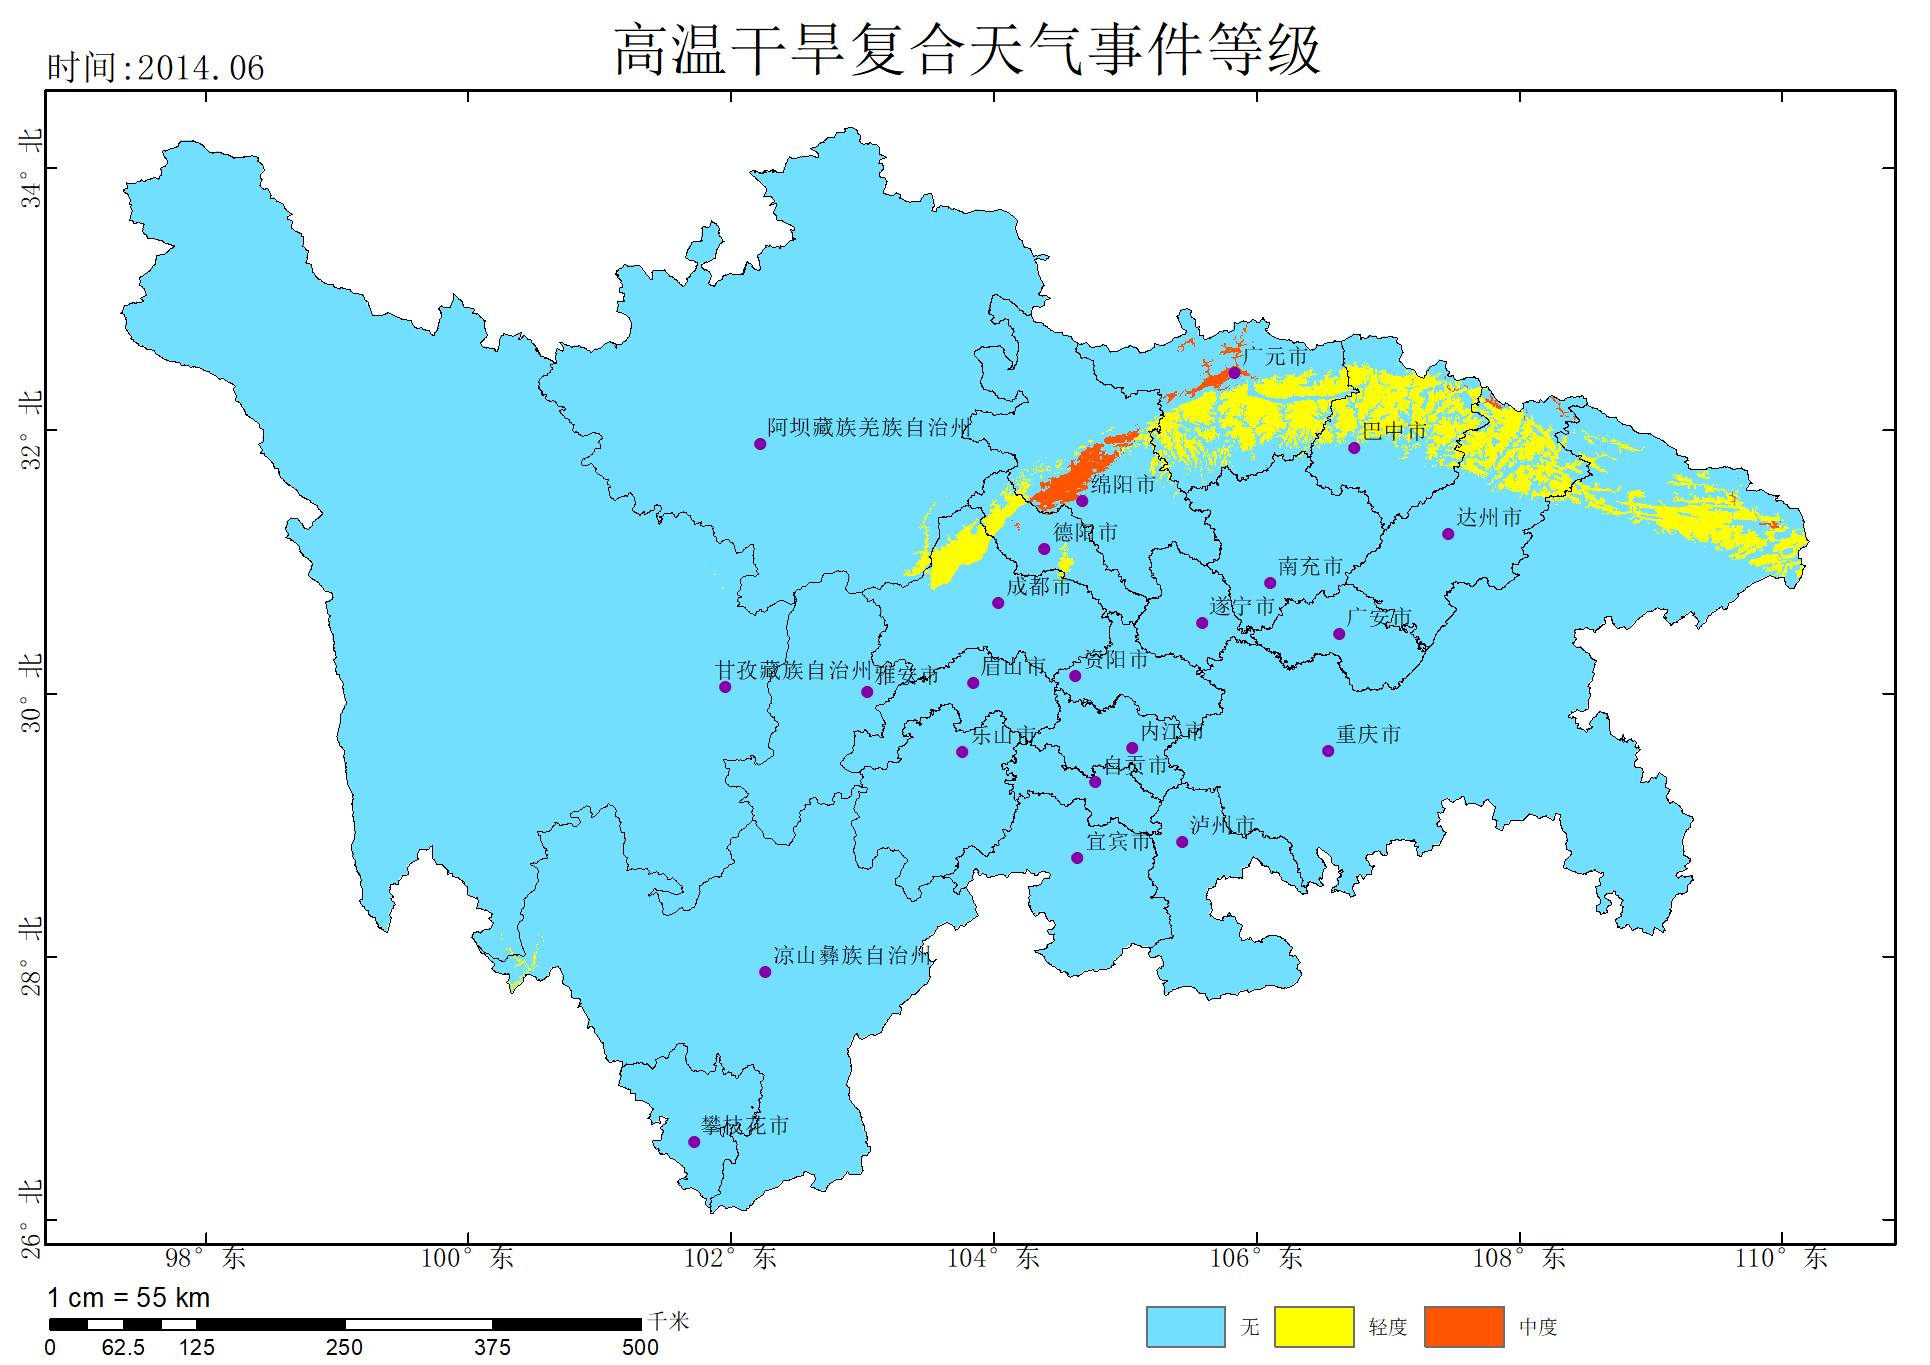 高温干旱复合天气事件等级
时间:2014.06
34°北
32°北
30°北
28°北
26°北
广元市
阿坝藏族羌族自治州
巴中市
绵阳市
达州市
德阳市
南充市
成都市
遂宁市
广安市
甘孜藏族自治州
雅安市
眉山市
资阳市
乐山市
内江市
重庆市
自贡市
泸州市
宜宾市
凉山彝族自治州
攀枝花市
98°东
100°东
102°东
104°东
106°东
108°东
110°东
1 cm = 55 km
千米
0 62.5 125 250 375 500
无 轻度 中度